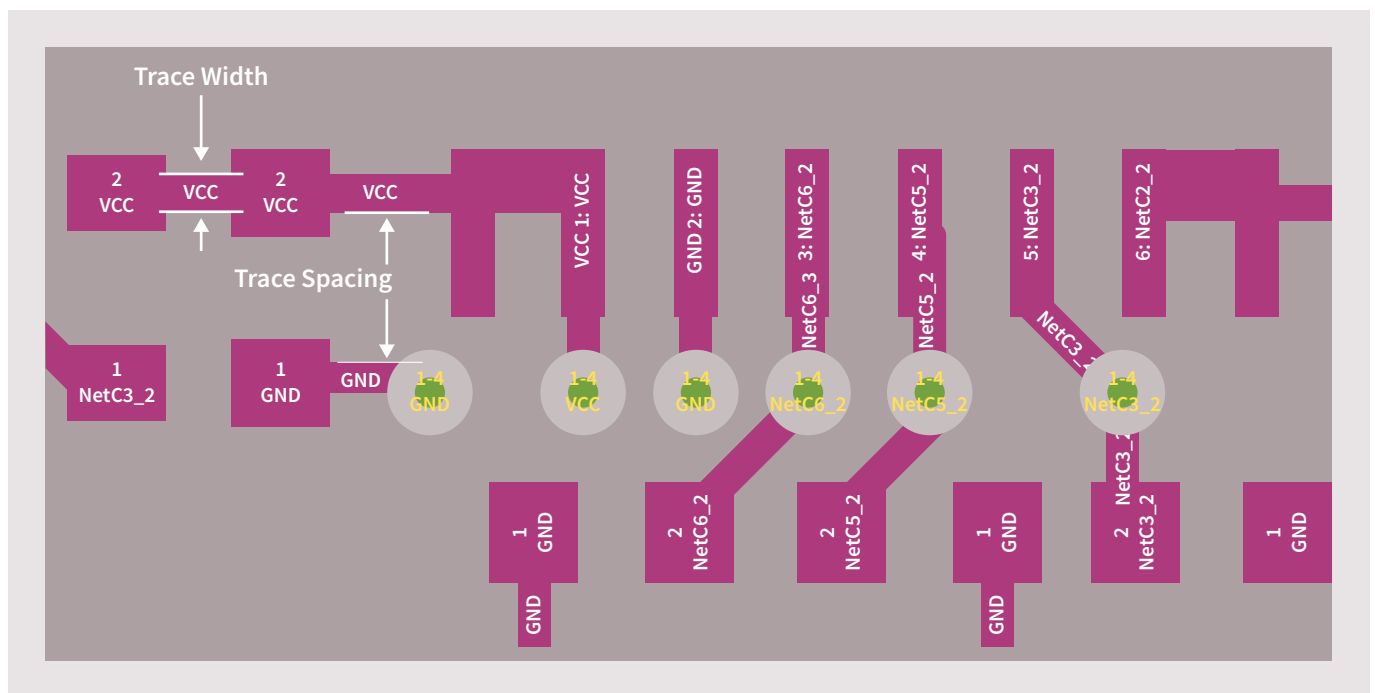 Trace Width
2
VCC
VCC
2
VCC
VCC
VCC 1: VCC
GND 2: GND
3: NetC6_2
4: NetC5_2
5: NetC3_2
6: NetC2_2
Trace Spacing
NetC6_3
NetC5_2
NetC3_2
1
NetC3_2
1
GND
GND
1-4
GND
1-4
VCC
1-4
GND
1-4
NetC6_2
1-4
NetC5_2
1-4
NetC3_2
NetC3_2
1
GND
2
NetC6_2
2
NetC5_2
1
GND
2
NetC3_2
1
GND
GND
GND